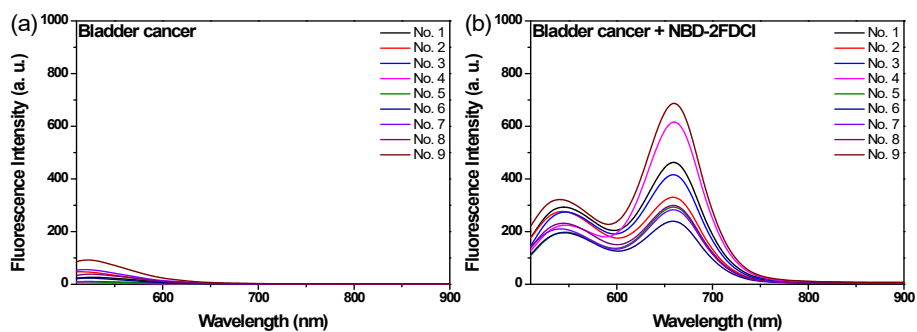 (a)
Bladder cancer
No. 1
No. 2
No. 3
No. 4
No. 5
No. 6
No. 7
No. 8
No. 9
1000
800
600
400
200
0
600
700
800
900
Fluorescence Intensity (a. u.)
Wavelength (nm)
(b)
Bladder cancer + NBD-2FDCI
No. 1
No. 2
No. 3
No. 4
No. 5
No. 6
No. 7
No. 8
No. 9
1000
800
600
400
200
0
600
700
800
900
Fluorescence Intensity (a. u.)
Wavelength (nm)